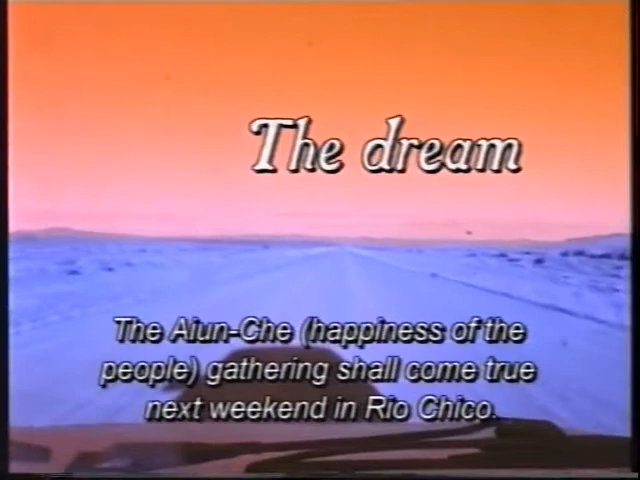 The dream
The Aiun-Che (happiness of the
people) gathering shall come true
next weekend in Rio Chico.